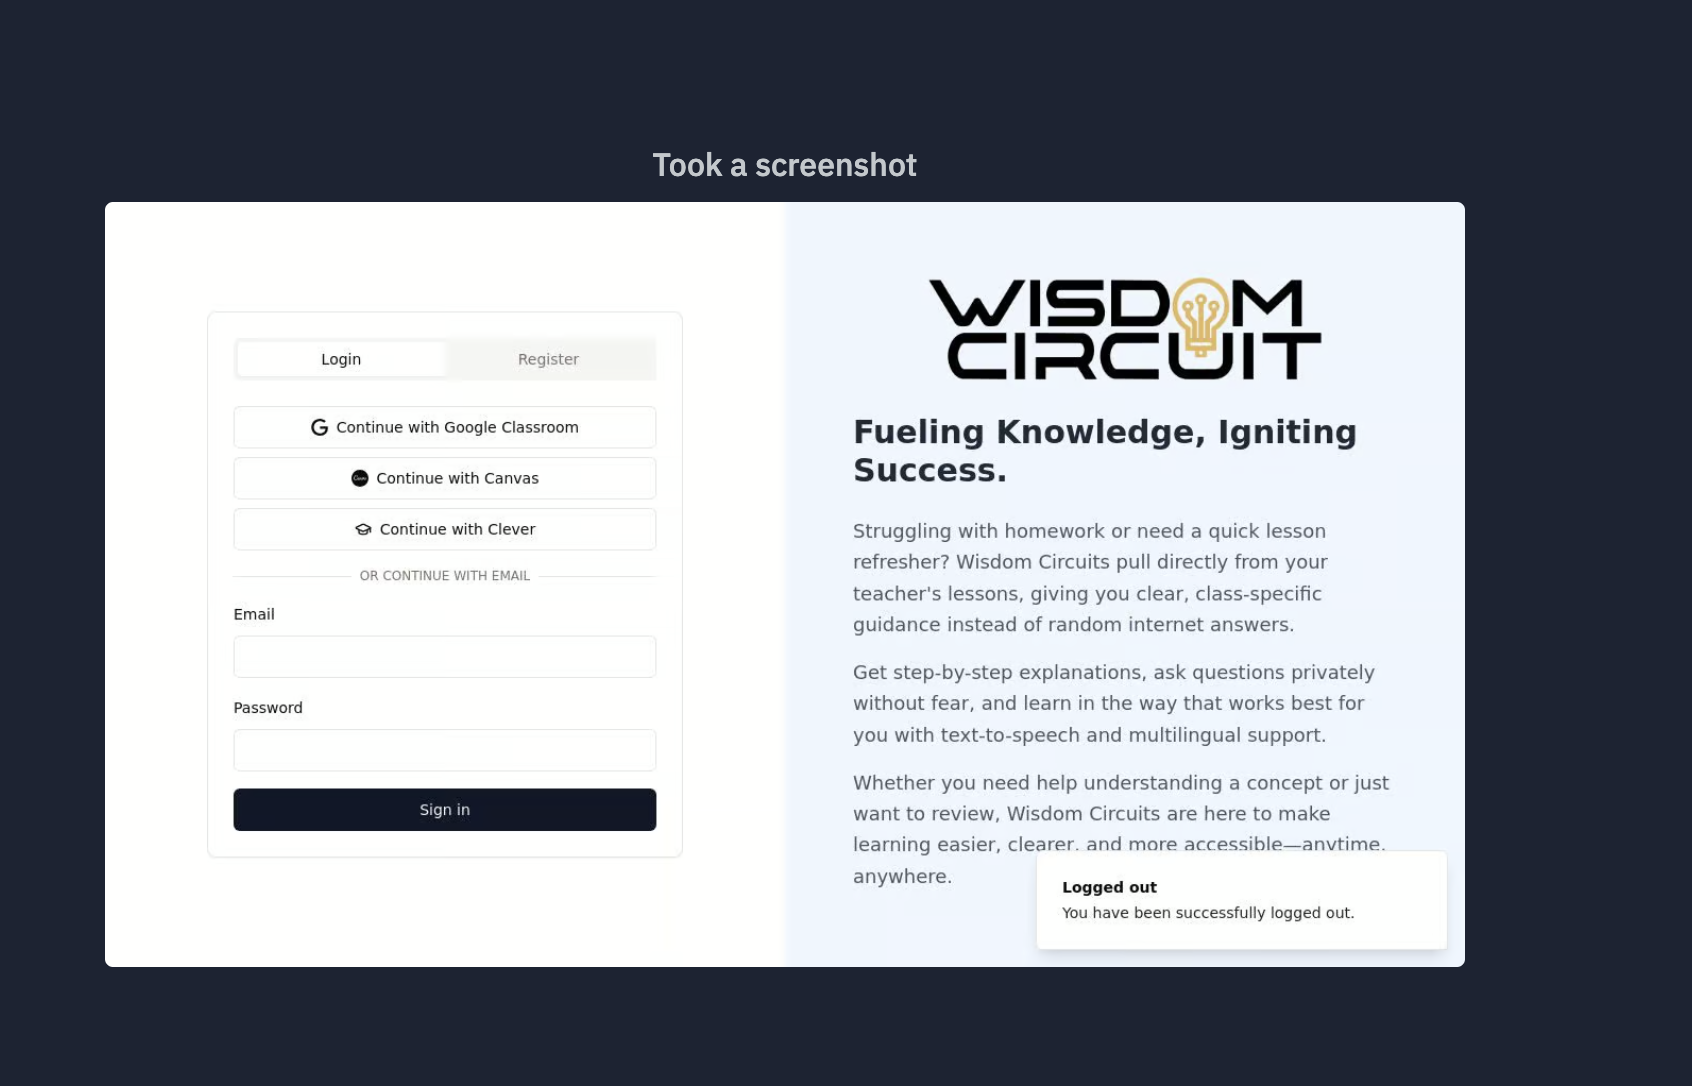 Took a screenshot
Login
Register
Continue with Google Classroom
Continue with Canvas
Continue with Clever
OR CONTINUE WITH EMAIL
Email
Password
Sign in
WISDOM
CIRCUIT
Fueling Knowledge, Igniting
Success.
Struggling with homework or need a quick lesson
refresher? Wisdom Circuits pull directly from your
teacher's lessons, giving you clear, class-specific
guidance instead of random internet answers.
Get step-by-step explanations, ask questions privately
without fear, and learn in the way that works best for
you with text-to-speech and multilingual support.
Whether you need help understanding a concept or just
want to review, Wisdom Circuits are here to make
learning easier, clearer, and more accessible—anytime,
anywhere.
Logged out
You have been successfully logged out.